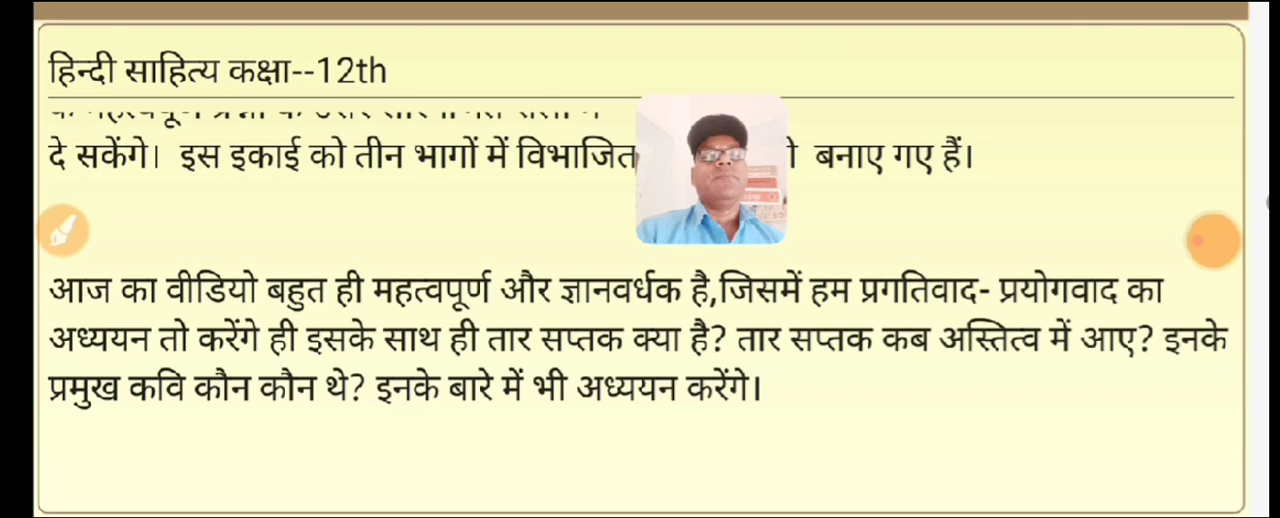 हिन्दी साहित्य कक्षा--12th
दे सकेंगे। इस इकाई को तीन भागों में विभाजित बनाए गए हैं।
आज का वीडियो बहुत ही महत्वपूर्ण और ज्ञानवर्धक है,जिसमें हम प्रगतिवाद- प्रयोगवाद का
अध्ययन तो करेंगे ही इसके साथ ही तार सप्तक क्या है? तार सप्तक कब अस्तित्व में आए? इनके
प्रमुख कवि कौन कौन थे? इनके बारे में भी अध्ययन करेंगे।